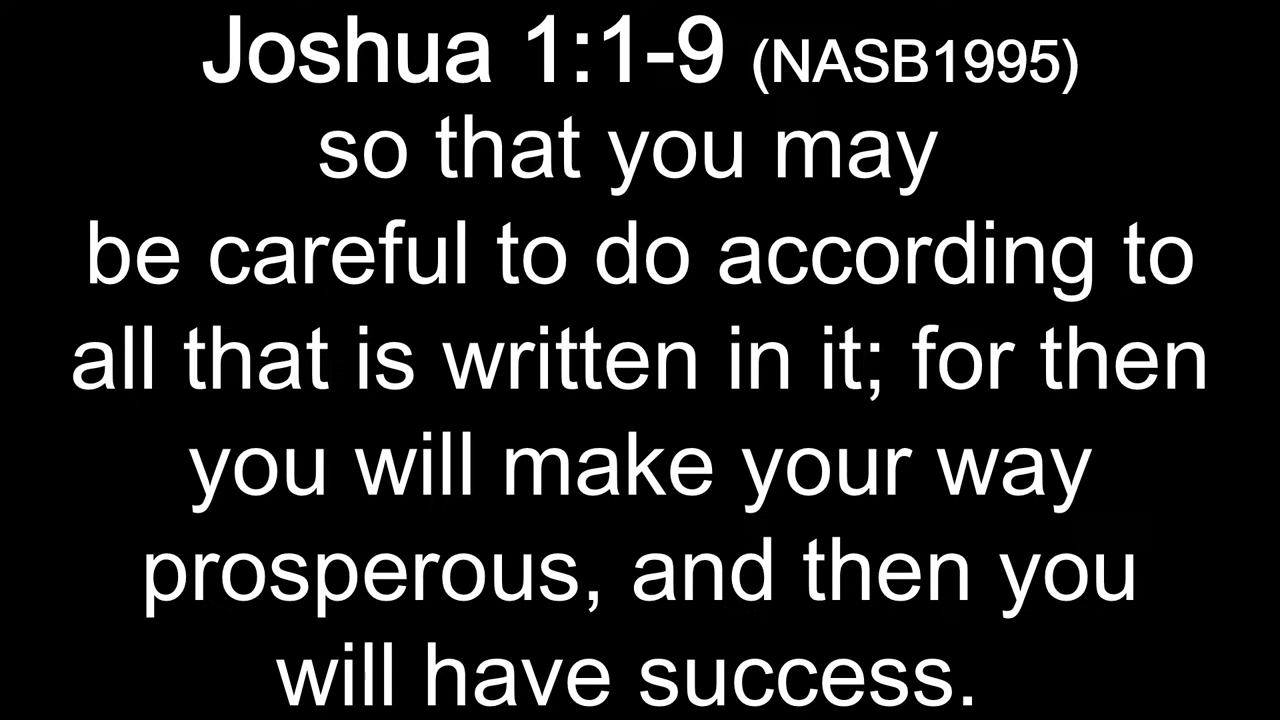 Joshua 1:1-9 (NASB1995)
so that you may
be careful to do according to
all that is written in it; for then
you will make your way
prosperous, and then you
will have success.